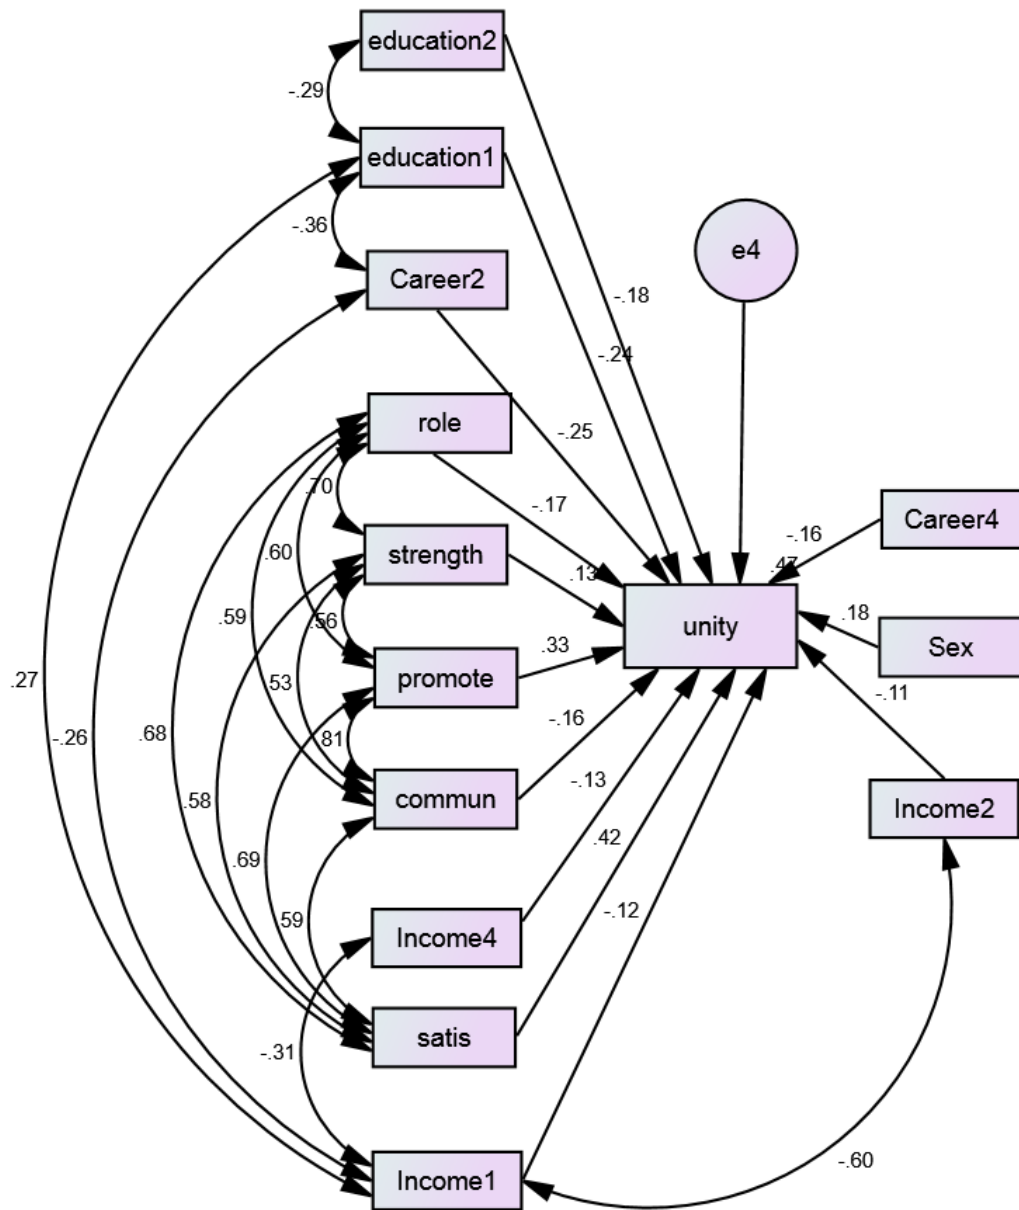 education2
-.29
education1
-.36
e4
Career2
-.18
-.24
role
-.25
.70
-.17
Career4
-.16
.60
strength
.47
.13
.59
.56
unity
.18
Sex
.33
.27
.53
promote
-.11
-.26
.68
.81
-.16
commun
-.13
Income2
.58
.42
.69
.59
-.12
Income4
-.31
satis
-.60
Income1